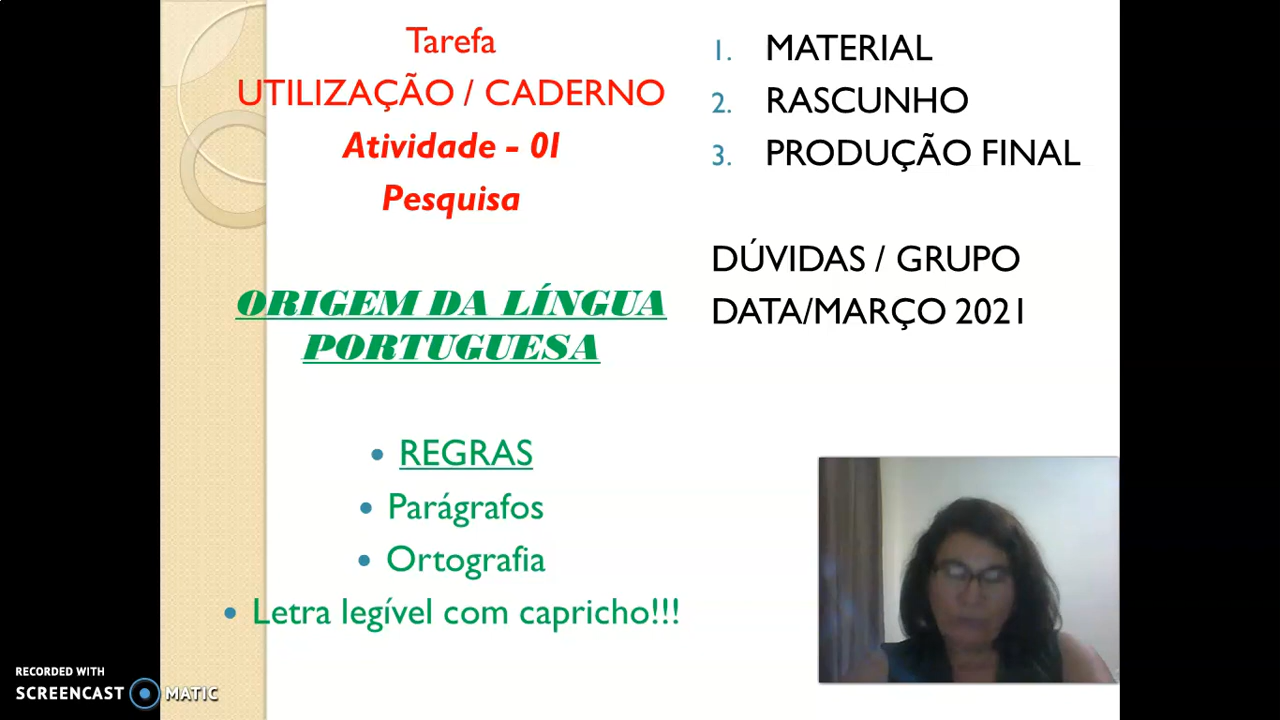 Tarefa
UTILIZAÇÃO / CADERNO
Atividade - 01
Pesquisa
ORIGEM DA LÍNGUA
PORTUGUESA
• REGRAS
• Parágrafos
• Ortografia
• Letra legível com capricho!!!
1. MATERIAL
2. RASCUNHO
3. PRODUÇÃO FINAL
DÚVIDAS / GRUPO
DATA/MARÇO 2021
RECORDED WITH
SCREENCAST MATIC